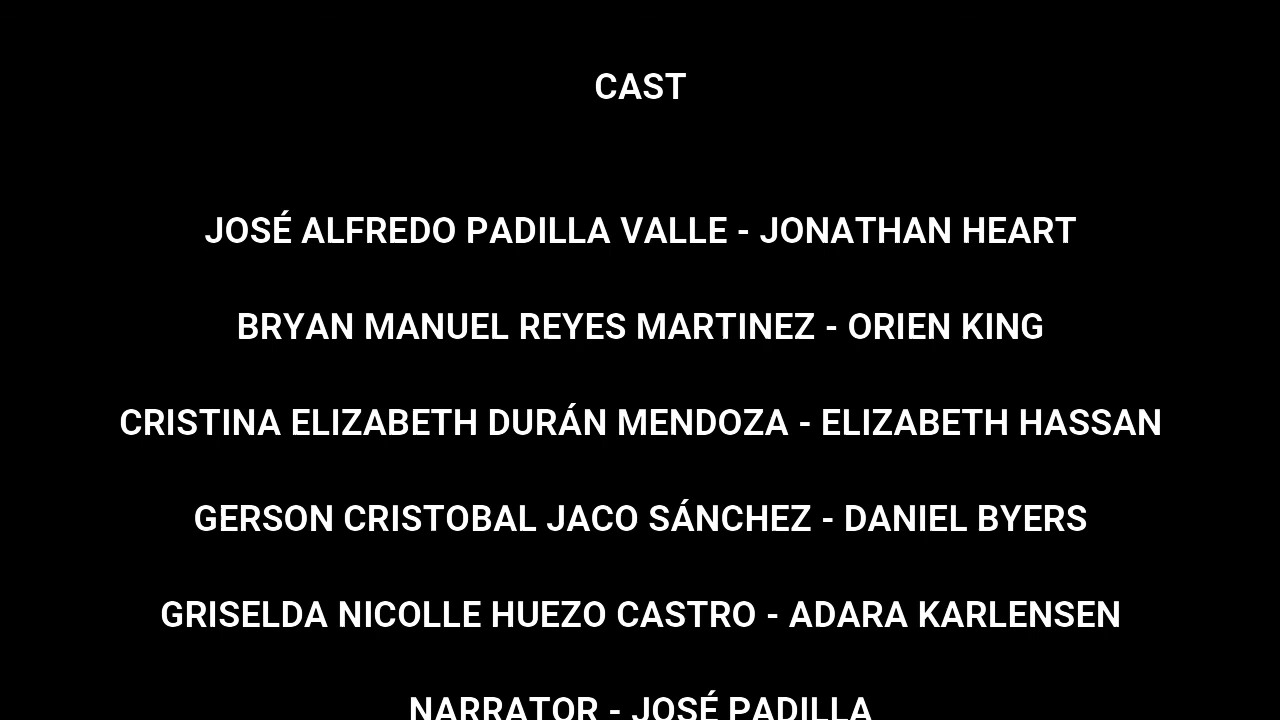 CAST
JOSÉ ALFREDO PADILLA VALLE - JONATHAN HEART
BRYAN MANUEL REYES MARTINEZ - ORIEN KING
CRISTINA ELIZABETH DURÁN MENDOZA - ELIZABETH HASSAN
GERSON CRISTOBAL JACO SÁNCHEZ - DANIEL BYERS
GRISELDA NICOLLE HUEZO CASTRO - ADARA KARLENSEN
NARRATOR - JOSÉ PADILLA